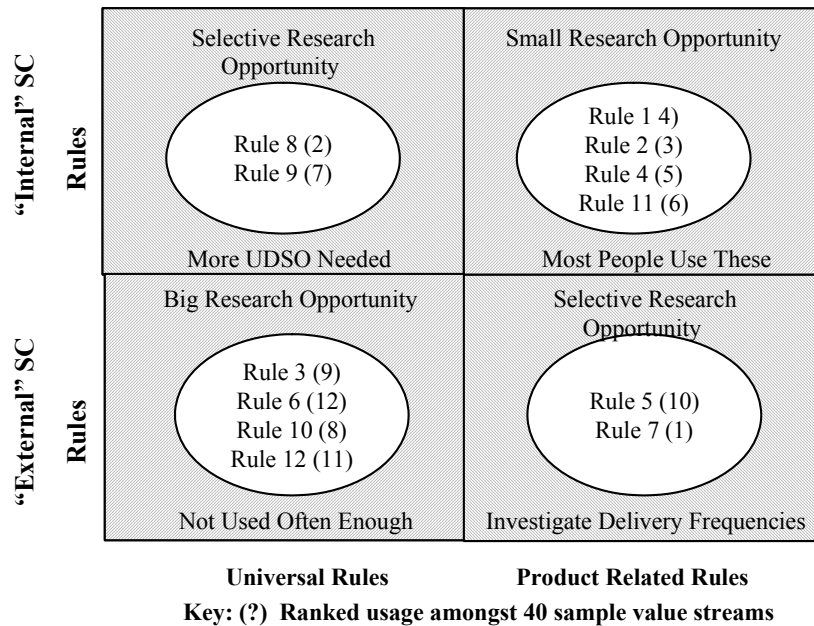 “Internal” SC
Rules
Selective Research
Opportunity
Rule 8 (2)
Rule 9 (7)
More UDSO Needed
Small Research Opportunity
Rule 1 4)
Rule 2 (3)
Rule 4 (5)
Rule 11 (6)
Most People Use These
“External” SC
Rules
Big Research Opportunity
Rule 3 (9)
Rule 6 (12)
Rule 10 (8)
Rule 12 (11)
Not Used Often Enough
Selective Research
Opportunity
Rule 5 (10)
Rule 7 (1)
Investigate Delivery Frequencies
Universal Rules
Product Related Rules
Key: (?) Ranked usage amongst 40 sample value streams